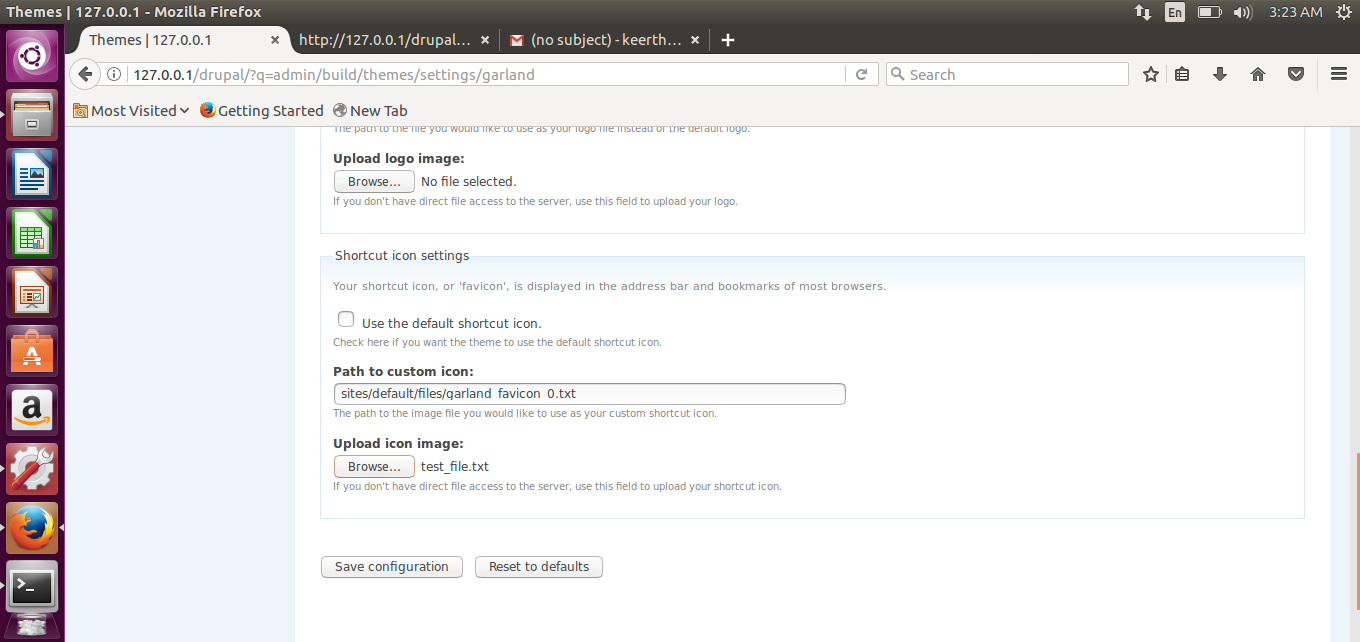 Themes | 127.0.0.1 - Mozilla Firefox
En
3:23 AM
Themes | 127.0.0.1
http://127.0.0.1/drupal...
(no subject) - keerth...
127.0.0.1/drupal/?q=admin/build/themes/settings/garland
Search
Most Visited
Getting Started
New Tab
The path to the file you would like to use as your logo file instead of the default logo.
Upload logo image:
Browse... No file selected.
If you don't have direct file access to the server, use this field to upload your logo.
Shortcut icon settings
Your shortcut icon, or 'favicon', is displayed in the address bar and bookmarks of most browsers.
Use the default shortcut icon.
Check here if you want the theme to use the default shortcut icon.
Path to custom icon:
sites/default/files/garland_favicon_0.txt
The path to the image file you would like to use as your custom shortcut icon.
Upload icon image:
Browse... test_file.txt
If you don't have direct file access to the server, use this field to upload your shortcut icon.
Save configuration
Reset to defaults